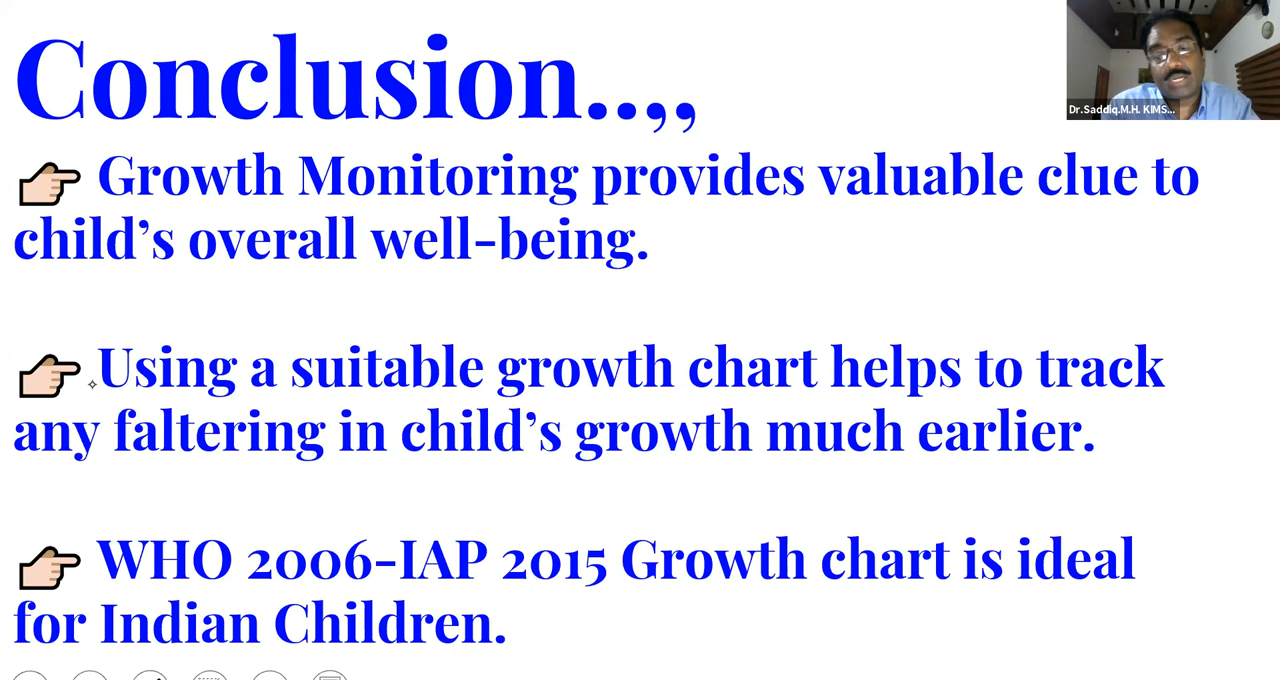 Conclusion..,,
Dr.Saddiq.M.H. KIMS...
👉 Growth Monitoring provides valuable clue to
child’s overall well-being.
👉 Using a suitable growth chart helps to track
any faltering in child’s growth much earlier.
👉 WHO 2006-IAP 2015 Growth chart is ideal
for Indian Children.